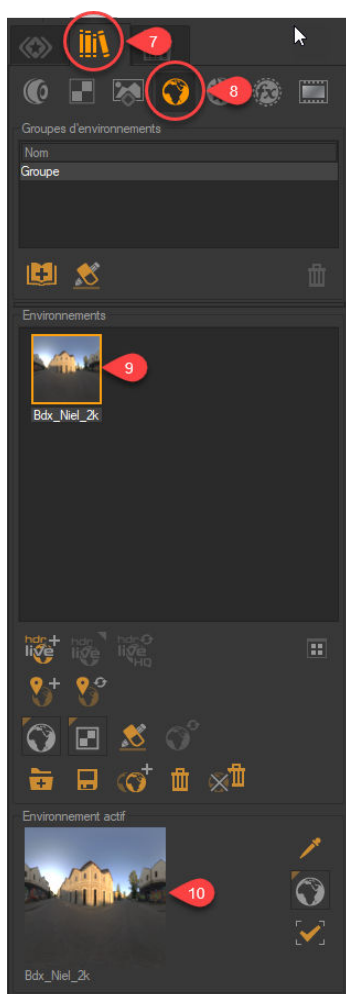 7
8
Groupes d'environnements
Nom
Groupe
Environnements
9
Bdx_Niel_2k
hdr+ live
hdr live
hdr live HQ
Environnement actif
10
Bdx_Niel_2k